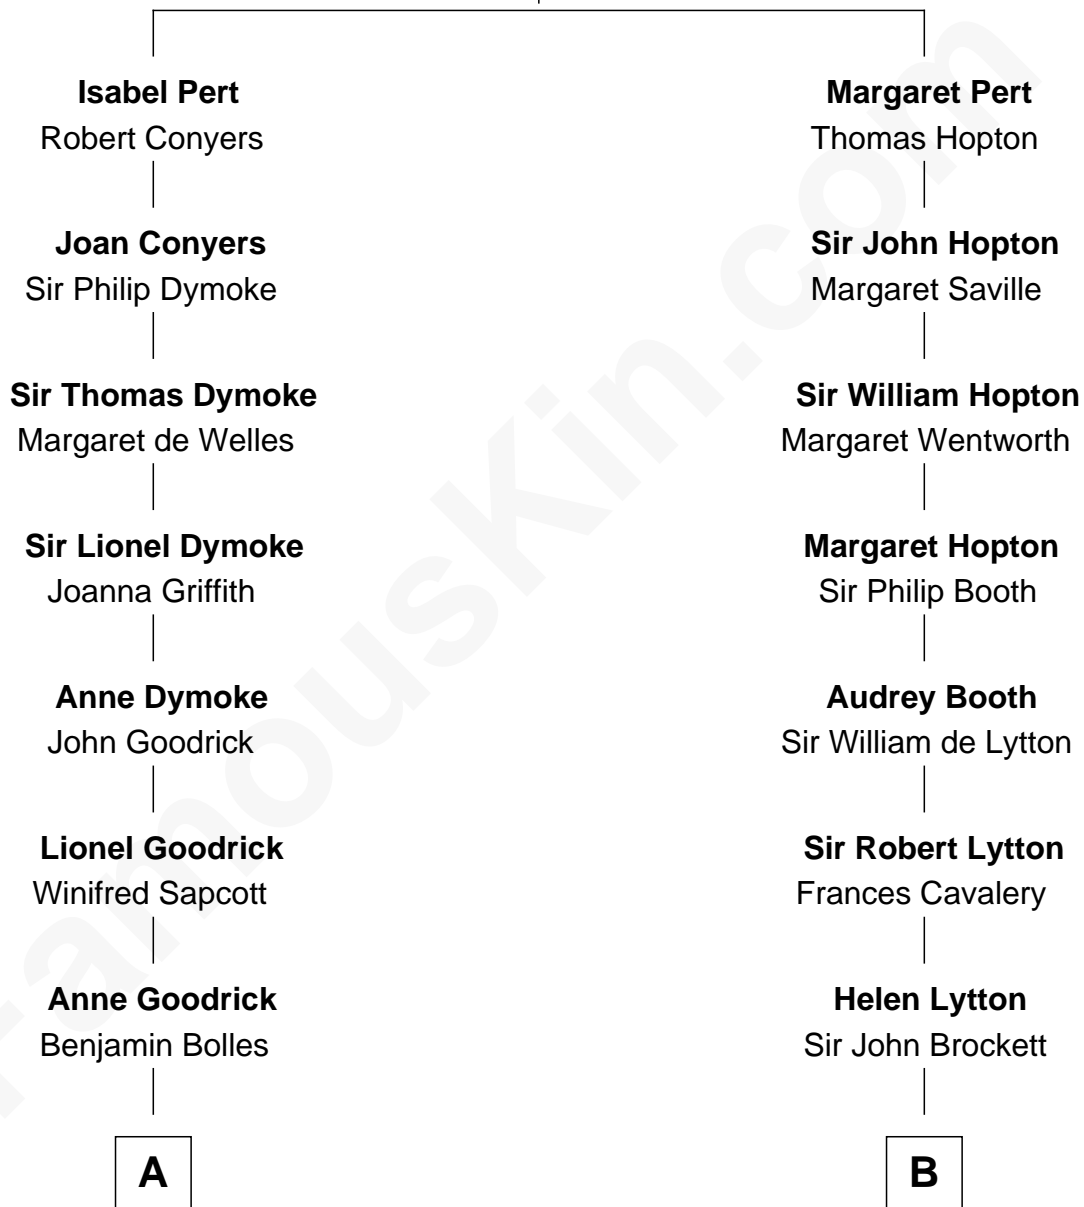 Isabel Pert
Robert Conyers
Joan Conyers
Sir Philip Dymoke
Sir Thomas Dymoke
Margaret de Welles
Sir Lionel Dymoke
Joanna Griffith
Anne Dymoke
John Goodrick
Lionel Goodrick
Winifred Sapcott
Anne Goodrick
Benjamin Bolles
A
Margaret Pert
Thomas Hopton
Sir John Hopton
Margaret Saville
Sir William Hopton
Margaret Wentworth
Margaret Hopton
Sir Philip Booth
Audrey Booth
Sir William de Lytton
Sir Robert Lytton
Frances Cavalery
Helen Lytton
Sir John Brockett
B
FamousKin.com